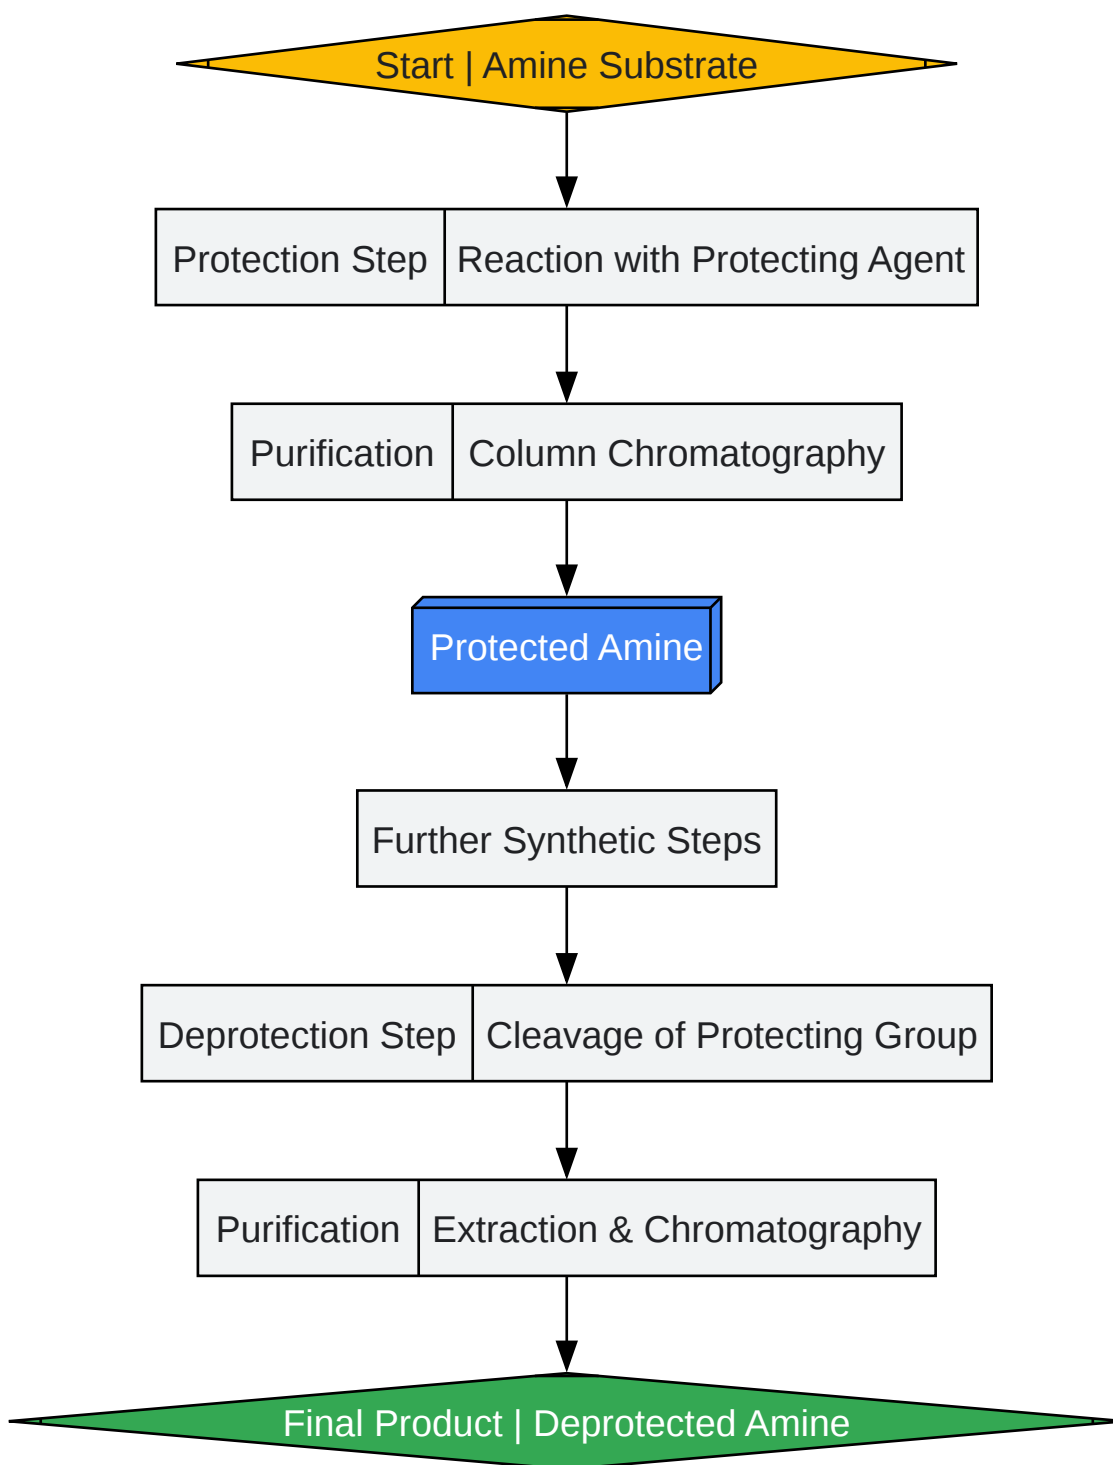 Start | Amine Substrate
Protection Step Reaction with Protecting Agent
Purification Column Chromatography
Protected Amine
Further Synthetic Steps
Deprotection Step Cleavage of Protecting Group
Purification Extraction & Chromatography
Final Product | Deprotected Amine